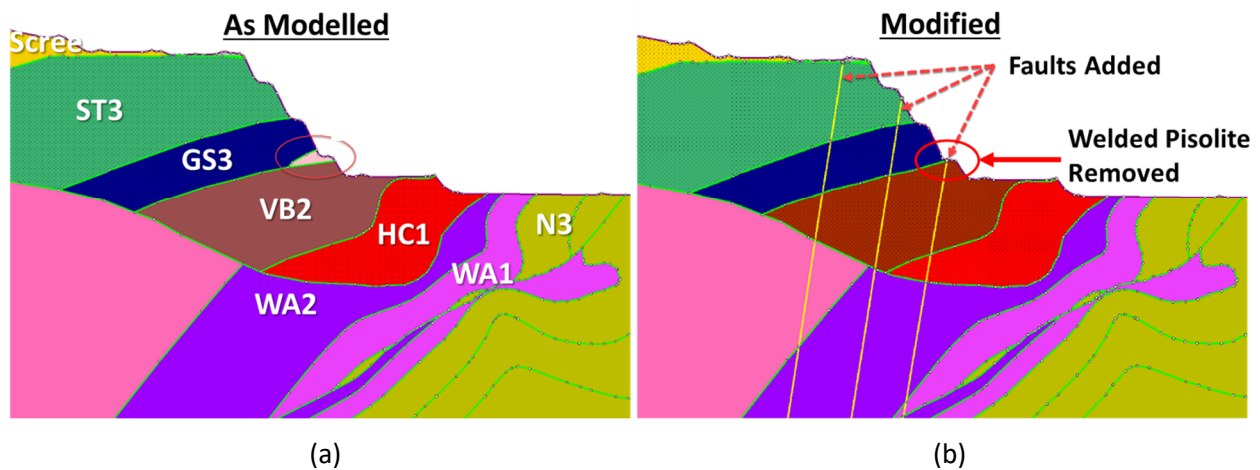 As Modelled
Scree
ST3
GS3
VB2
HC1
N3
WA1
WA2
(a)
Modified
Faults Added
Welded Pisolite
Removed
(b)